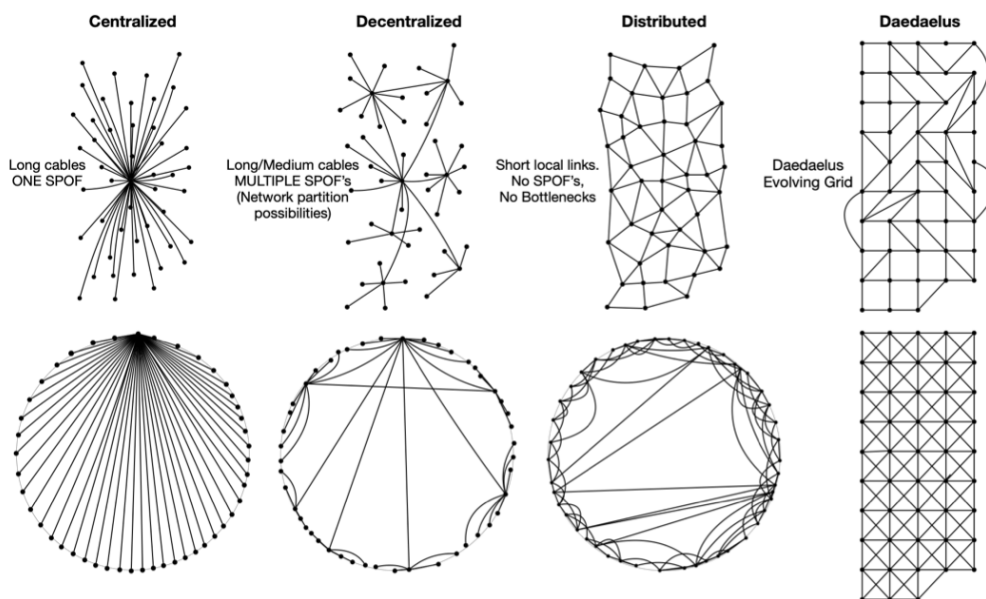 Centralized
Decentralized
Distributed
Daedaelus
Long cables
ONE SPOF
Long/Medium cables
MULTIPLE SPOF's
(Network partition
possibilities)
Short local links.
No SPOF's,
No Bottlenecks
Daedaelus
Evolving Grid